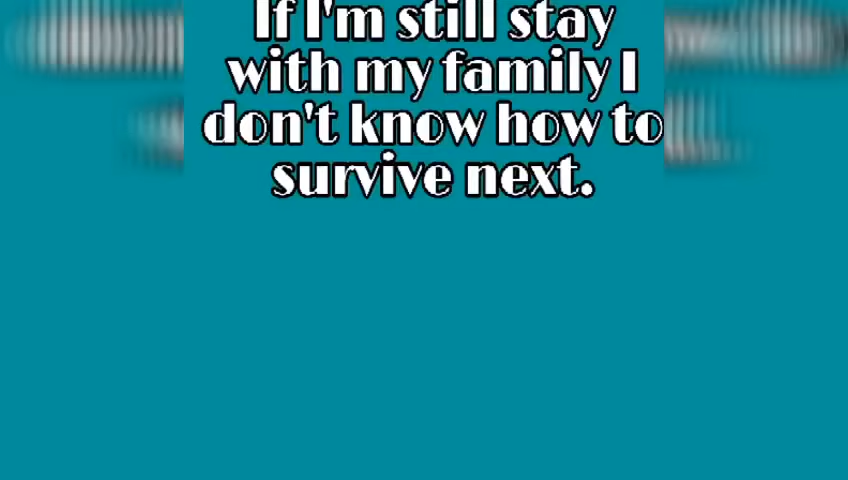 If I'm still stay
with my family I
don't know how to
survive next.